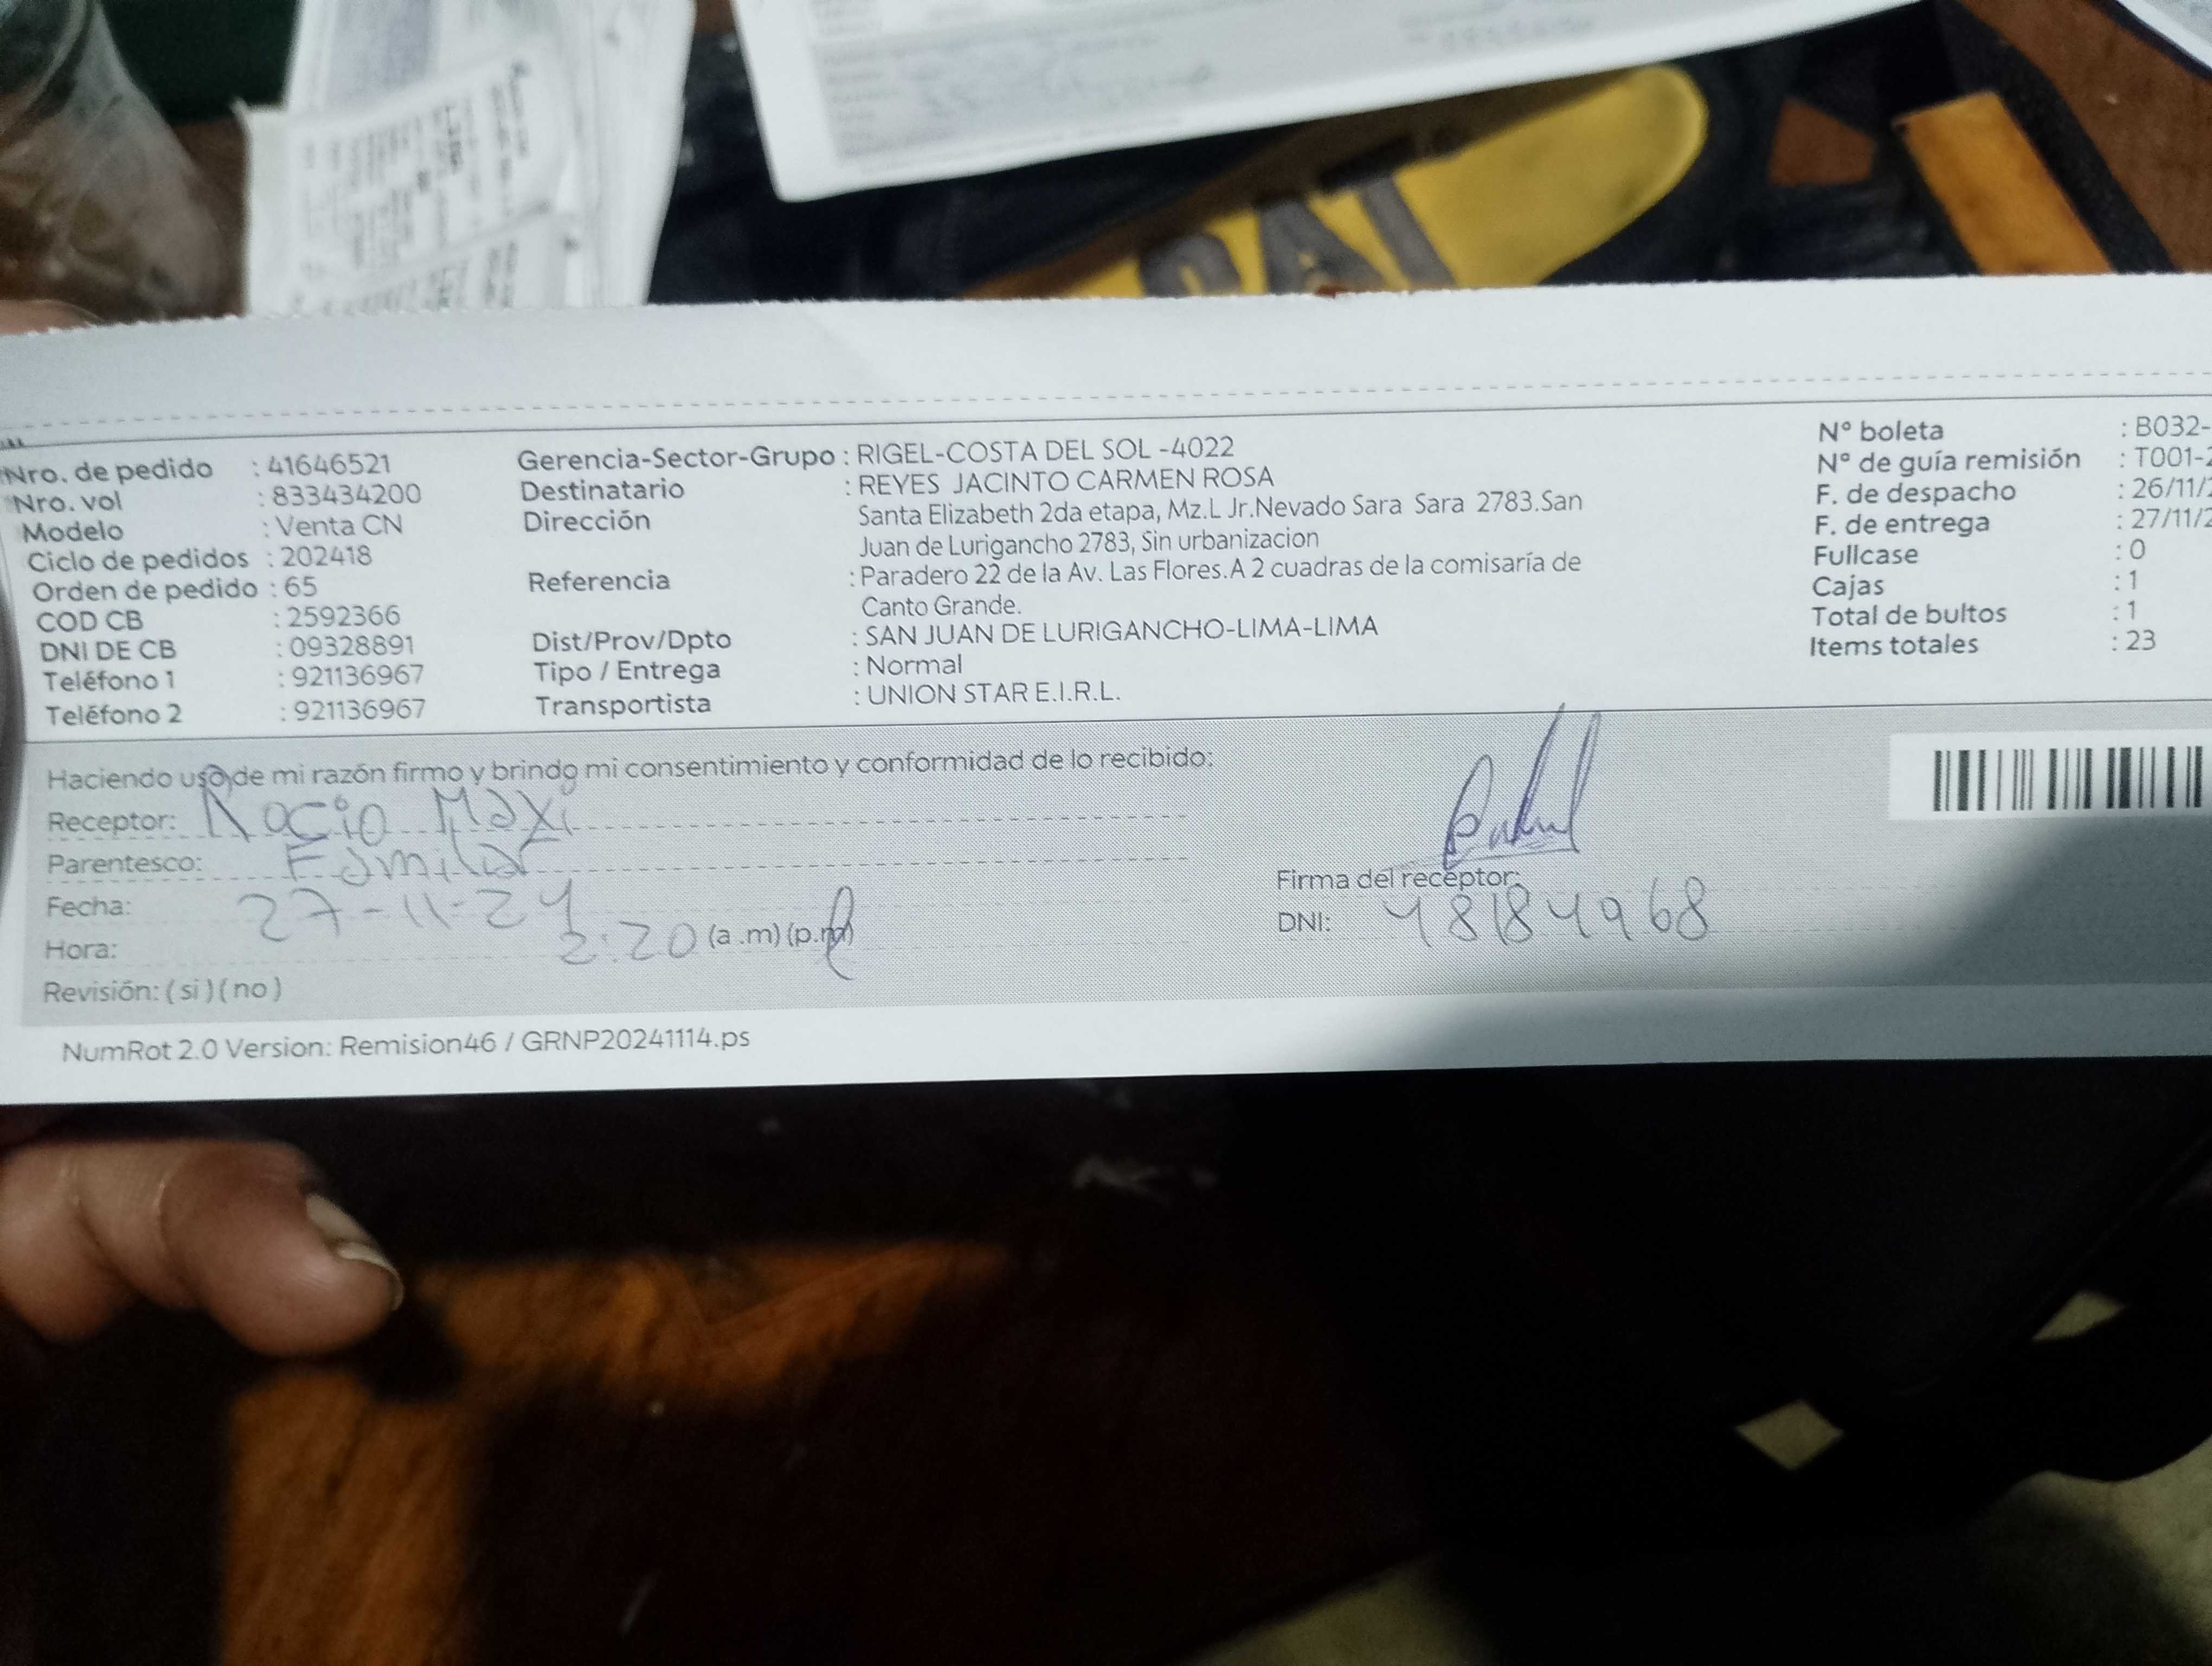 Nro. de pedido : 41646521
Nro. vol : 833434200
Modelo : Venta CN
Ciclo de pedidos : 202418
Orden de pedido : 65
COD CB : 2592366
DNI DE CB : 09328891
Teléfono 1 : 921136967
Teléfono 2 : 921136967
Gerencia-Sector-Grupo : RIGEL-COSTA DEL SOL -4022
Destinatario : REYES JACINTO CARMEN ROSA
Dirección Santa Elizabeth 2da etapa, Mz.L Jr.Nevado Sara Sara 2783.San
Juan de Lurigancho 2783, Sin urbanizacion
Referencia : Paradero 22 de la Av. Las Flores.A 2 cuadras de la comisaría de
Canto Grande.
Dist/Prov/Dpto : SAN JUAN DE LURIGANCHO-LIMA-LIMA
Tipo / Entrega : Normal
Transportista : UNION STAR E.I.R.L.
N° boleta : B032-
N° de guía remisión : T001-2
F. de despacho : 26/11/2
F. de entrega : 27/11/2
Fullcase : 0
Cajas : 1
Total de bultos : 1
Items totales : 23
Haciendo uso de mi razón firmo y brindo mi consentimiento y conformidad de lo recibido:
Receptor: Rocio Maxi
Parentesco: Familiar
Fecha: 27-11-24
Hora: 2:20 (a .m) (p.m)
Revisión: ( si ) ( no )
Firma del receptor:
DNI: 48184968
NumRot 2.0 Version: Remision46 / GRNP20241114.ps